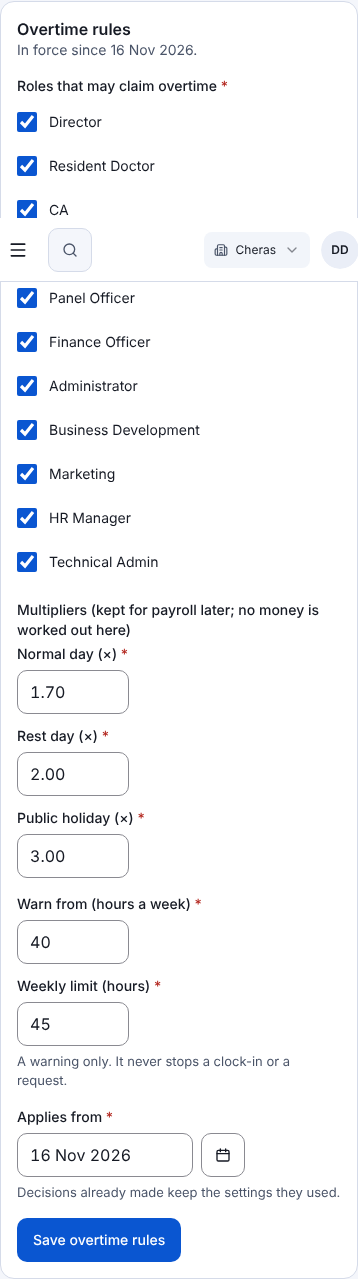 Overtime rules
In force since 16 Nov 2026.
Roles that may claim overtime *
Director
Resident Doctor
CA
Cheras
DD
Panel Officer
Finance Officer
Administrator
Business Development
Marketing
HR Manager
Technical Admin
Multipliers (kept for payroll later; no money is
worked out here)
Normal day (×) *
1.70
Rest day (×) *
2.00
Public holiday (×) *
3.00
Warn from (hours a week) *
40
Weekly limit (hours) *
45
A warning only. It never stops a clock-in or a
request.
Applies from *
16 Nov 2026
Decisions already made keep the settings they used.
Save overtime rules